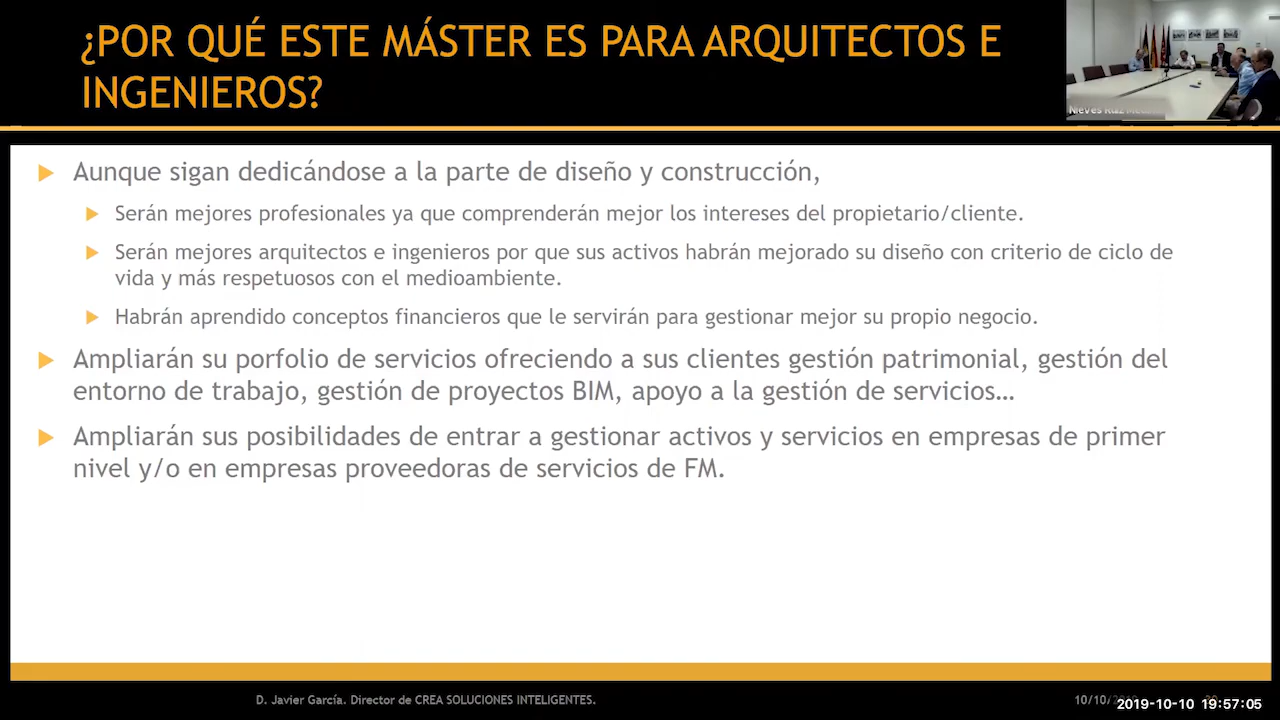 ¿POR QUÉ ESTE MÁSTER ES PARA ARQUITECTOS E
INGENIEROS?
Aunque sigan dedicándose a la parte de diseño y construcción,
Serán mejores profesionales ya que comprenderán mejor los intereses del propietario/cliente.
Serán mejores arquitectos e ingenieros por que sus activos habrán mejorado su diseño con criterio de ciclo de
vida y más respetuosos con el medioambiente.
Habrán aprendido conceptos financieros que le servirán para gestionar mejor su propio negocio.
Ampliarán su porfolio de servicios ofreciendo a sus clientes gestión patrimonial, gestión del
entorno de trabajo, gestión de proyectos BIM, apoyo a la gestión de servicios…
Ampliarán sus posibilidades de entrar a gestionar activos y servicios en empresas de primer
nivel y/o en empresas proveedoras de servicios de FM.
D. Javier García. Director de CREA SOLUCIONES INTELIGENTES.
10/10/
2019-10-10 19:57:05